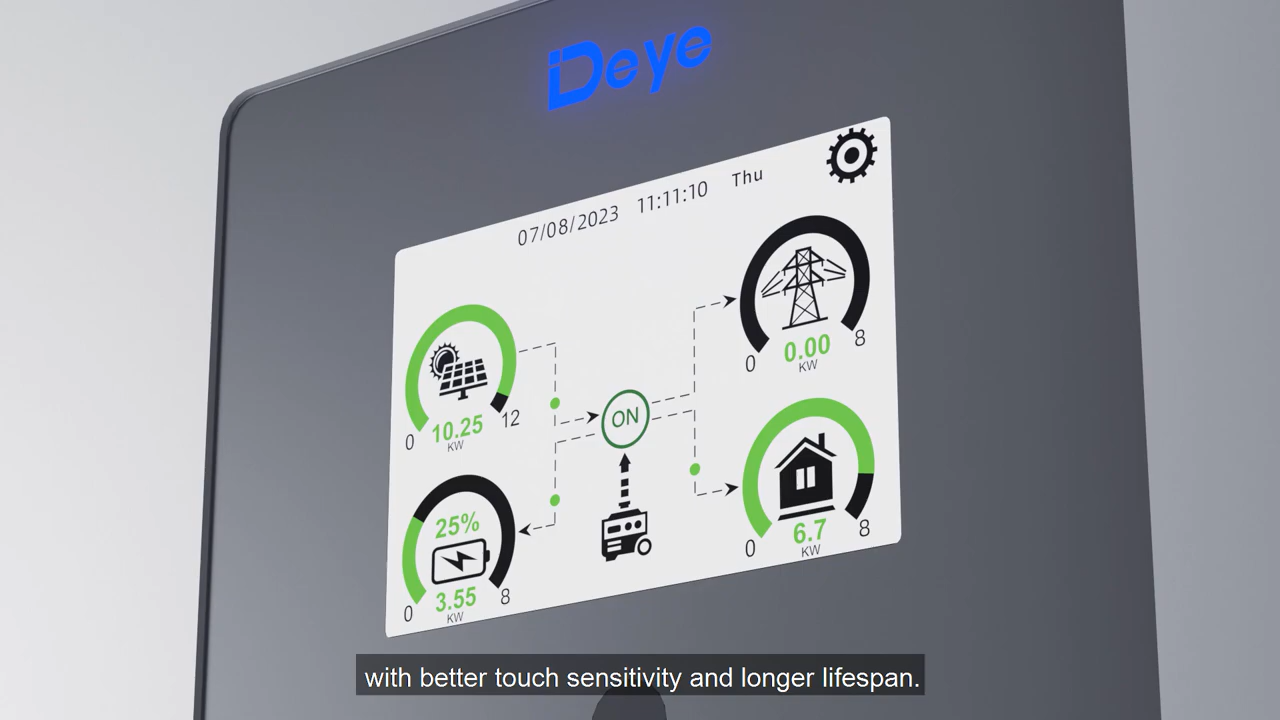 Deye
07/08/2023 11:11:10 Thu
0 10.25 12
KW
0 0.00 8
KW
ON
25%
0 3.55 8
KW
0 6.7 8
KW
with better touch sensitivity and longer lifespan.